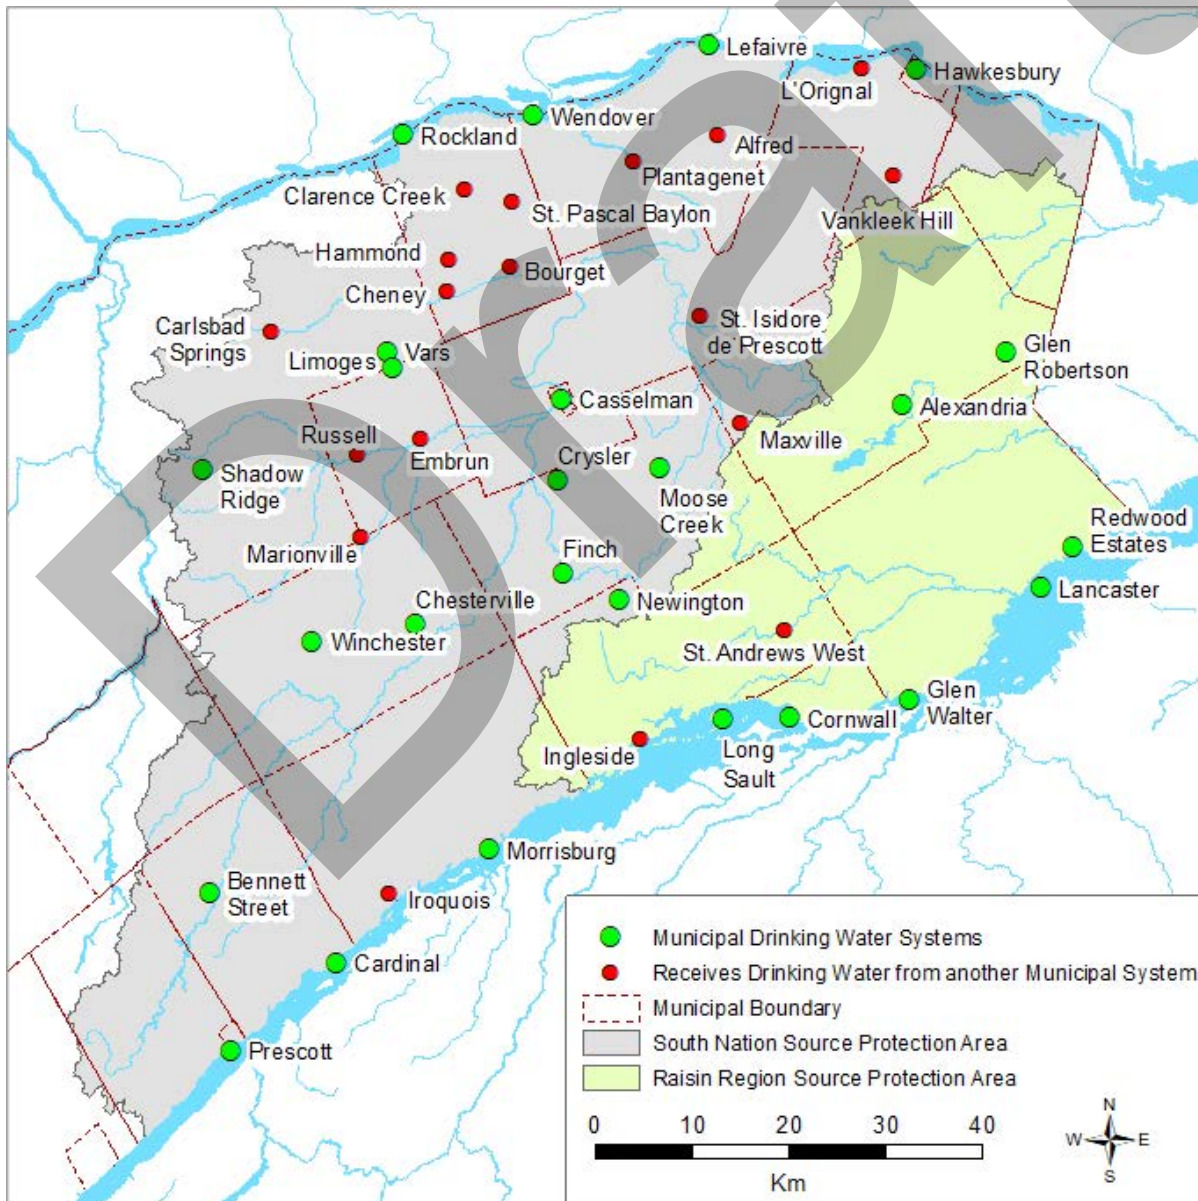 Lefaivre
Hawkesbury
L'Orignal
Wendover
Rockland
Alfred
Plantagenet
Clarence Creek
St. Pascal Baylon
Vankleek Hill
Hammond
Bourget
Cheney
Carlsbad
Springs
St. Isidore
de Prescott
Vars
Limoges
Glen
Robertson
Casselman
Alexandria
Russell
Embrun
Maxville
Crysler
Shadow
Ridge
Moose
Creek
Marionville
Finch
Redwood
Estates
Lancaster
Chesterville
Newington
Winchester
St. Andrews West
Glen
Walter
Cornwall
Long
Sault
Ingleside
Morrisburg
Bennett
Street
Iroquois
Cardinal
Prescott
Municipal Drinking Water Systems
Receives Drinking Water from another Municipal System
Municipal Boundary
South Nation Source Protection Area
Raisin Region Source Protection Area
0 10 20 30 40
Km
N
W E
S
Draft